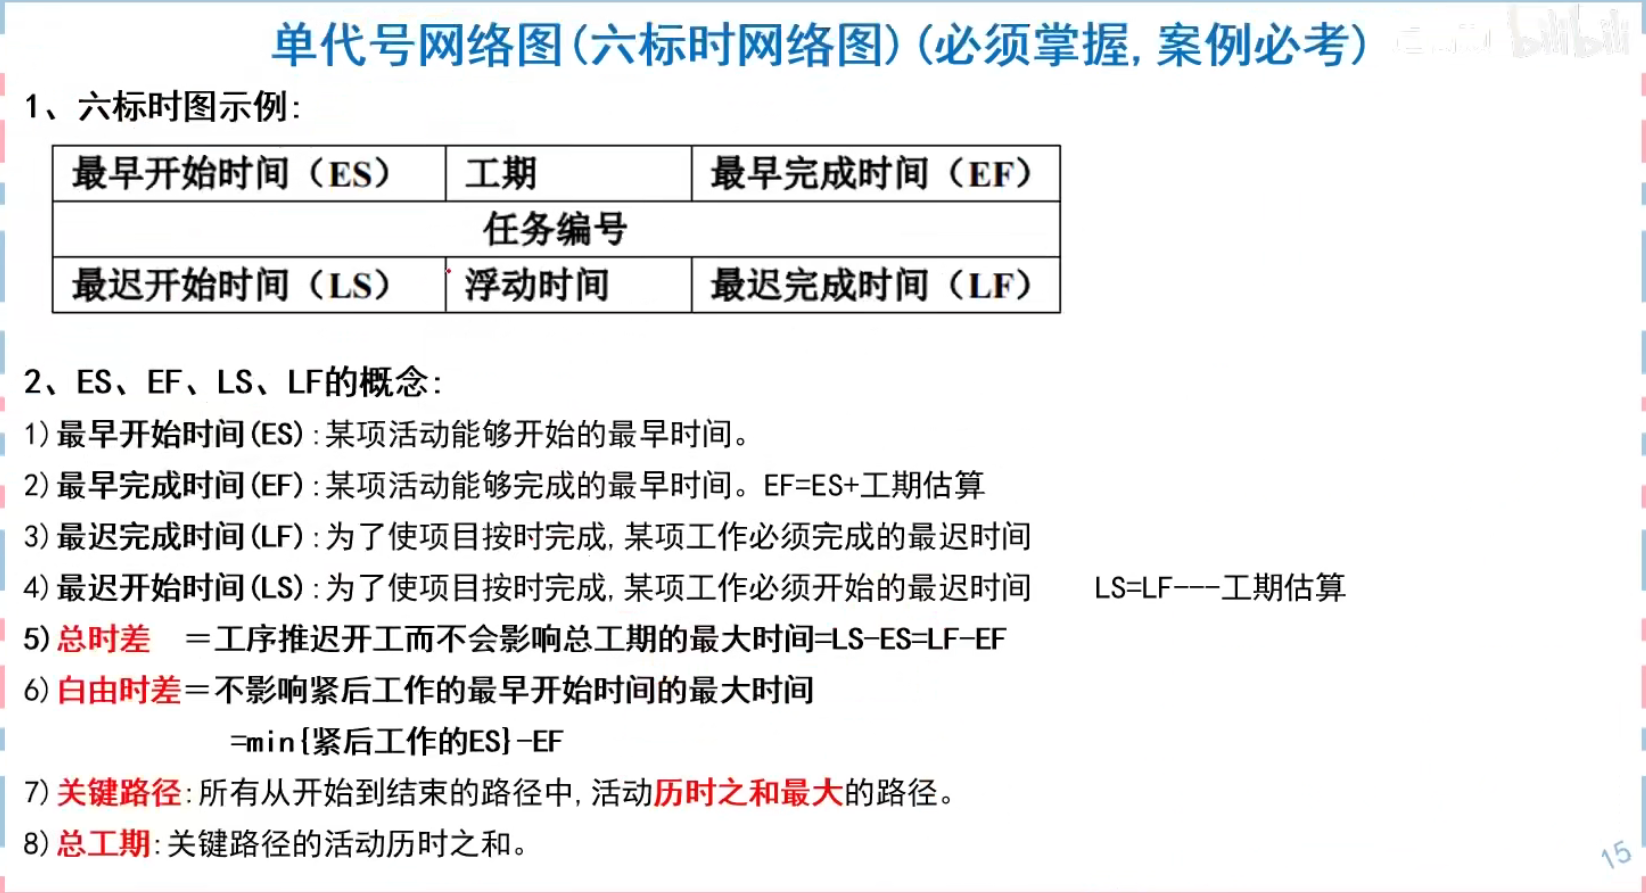 单代号网络图(六标时网络图)(必须掌握,案例必考)
bilibili
1、六标时图示例:
最早开始时间（ES） 工期 最早完成时间（EF）
任务编号
最迟开始时间（LS） 浮动时间 最迟完成时间（LF）
2、ES、EF、LS、LF的概念:
1)最早开始时间(ES):某项活动能够开始的最早时间。
2)最早完成时间(EF):某项活动能够完成的最早时间。EF=ES+工期估算
3)最迟完成时间(LF):为了使项目按时完成,某项工作必须完成的最迟时间
4)最迟开始时间(LS):为了使项目按时完成,某项工作必须开始的最迟时间 LS=LF---工期估算
5)总时差 =工序推迟开工而不会影响总工期的最大时间=LS-ES=LF-EF
6)自由时差=不影响紧后工作的最早开始时间的最大时间
=min{紧后工作的ES}-EF
7)关键路径:所有从开始到结束的路径中,活动历时之和最大的路径。
8)总工期:关键路径的活动历时之和。
15